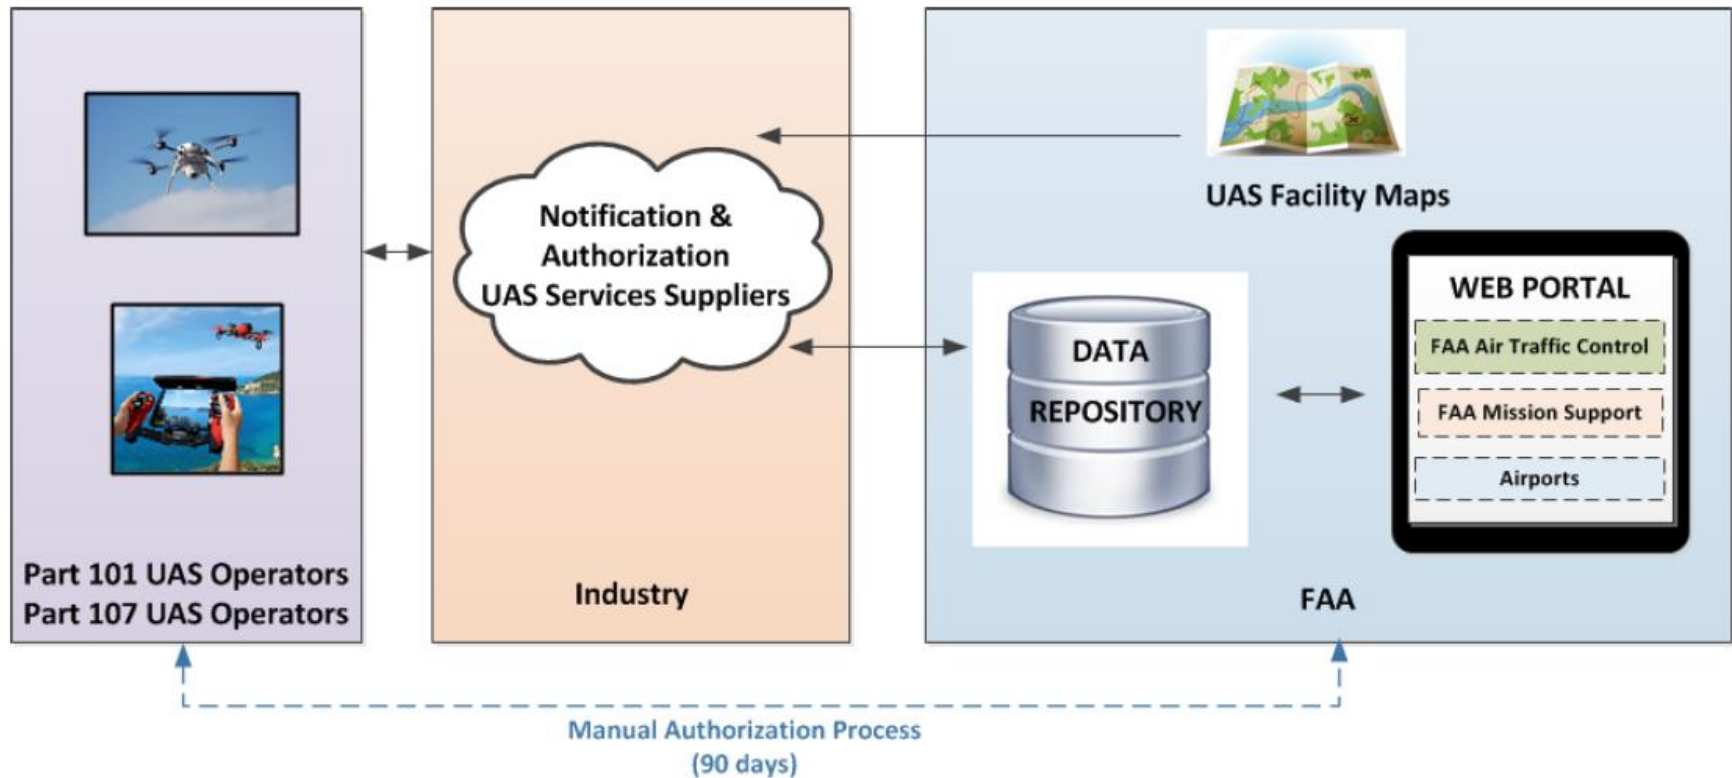 Part 101 UAS Operators
Part 107 UAS Operators
Notification &
Authorization
UAS Services Suppliers
Industry
UAS Facility Maps
DATA
REPOSITORY
WEB PORTAL
FAA Air Traffic Control
FAA Mission Support
Airports
FAA
Manual Authorization Process
(90 days)